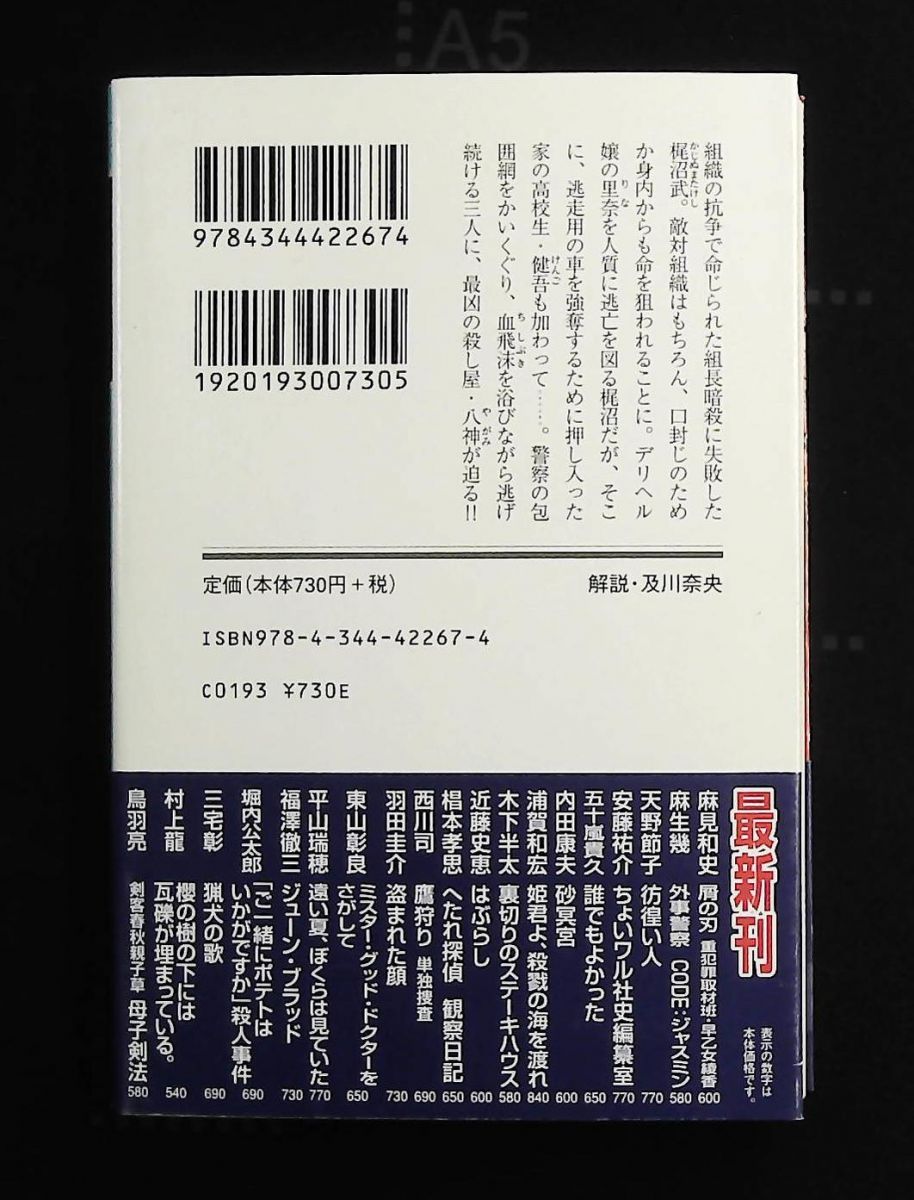 A5
9784344422674
1920193007305
組織の抗争で命じられた組長暗殺に失敗した
かじぬまたけし
梶沼武。敵対組織はもちろん、口封じのため
か身内からも命を狙われることに。デリヘル
りな
嬢の里奈を人質に逃亡を図る梶沼だが、そこ
に、逃走用の車を強奪するために押し入った
けんご
家の高校生・健吾も加わって……。警察の包
ちしぶき
囲網をかいくぐり、血飛沫を浴びながら逃げ
やがみ
続ける三人に、最凶の殺し屋・八神が迫る!!
定価(本体730円+税)
解説・及川奈央
ISBN978-4-344-42267-4
C0193 ¥730E
最新刊
表示の数字は
本体価格です。
麻見和史 屑の刃 重犯罪取材班・早乙女綾香 600
麻生幾 外事警察 CODE:ジャスミン 580
天野節子 彷徨い人 770
安藤祐介 ちょいワル社史編纂室 770
五十嵐貴久 誰でもよかった 650
内田康夫 砂冥宮 600
浦賀和宏 姫君よ、殺戮の海を渡れ 840
木下半太 裏切りのステーキハウス 580
近藤史恵 はぶらし 600
椙本孝思 へたれ探偵 観察日記 650
西川司 鷹狩り 単独捜査 690
羽田圭介 盗まれた顔 730
東山彰良 ミスター・グッド・ドクターを
さがして 650
平山瑞穂 遠い夏、ぼくらは見ていた 770
福澤徹三 ジューン・ブラッド 730
堀内公太郎 「ご一緒にポテトは
いかがですか」殺人事件 690
三宅彰 猟犬の歌 690
村上龍 櫻の樹の下には
瓦礫が埋まっている。 540
鳥羽亮 剣客春秋親子草 母子剣法 580